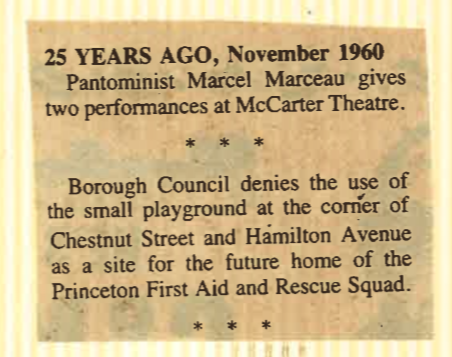 25 YEARS AGO, November 1960
Pantominist Marcel Marceau gives
two performances at McCarter Theatre.
* * *
Borough Council denies the use of
the small playground at the corner of
Chestnut Street and Hamilton Avenue
as a site for the future home of the
Princeton First Aid and Rescue Squad.
* * *